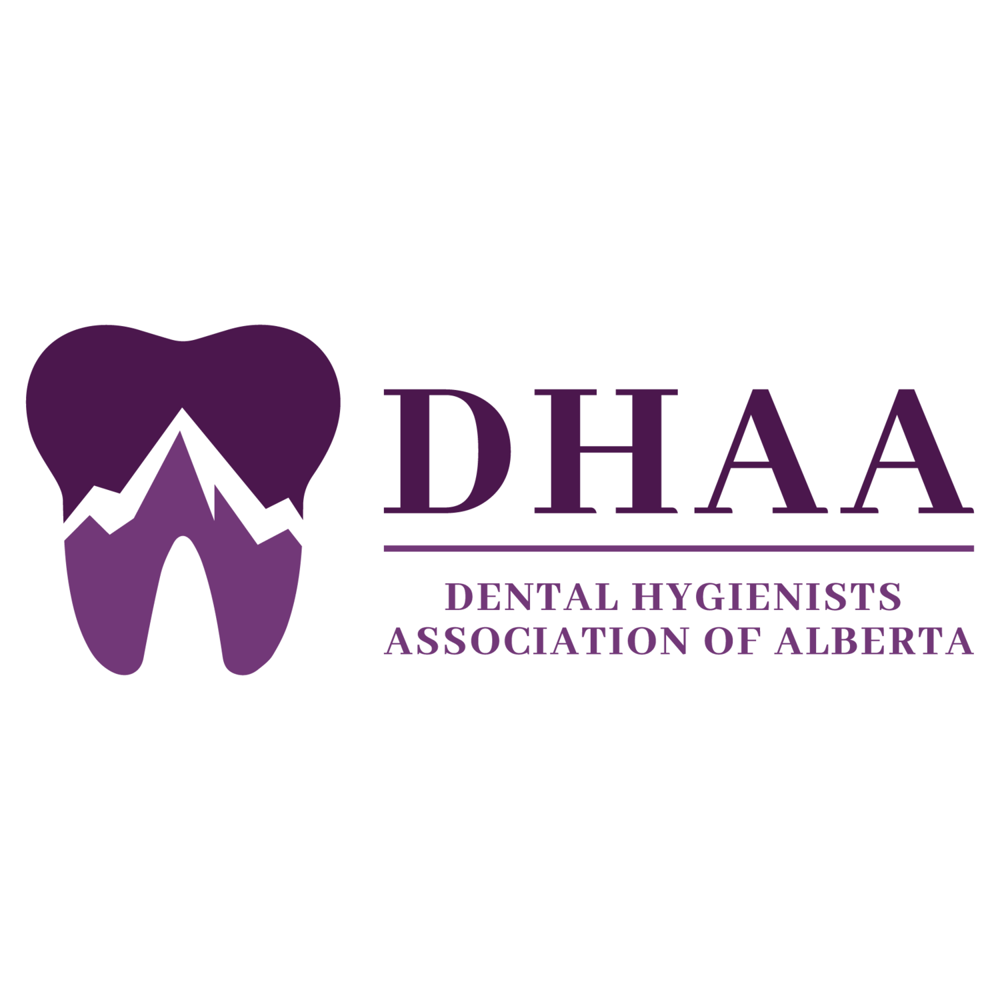 DHAA
DENTAL HYGIENISTS
ASSOCIATION OF ALBERTA